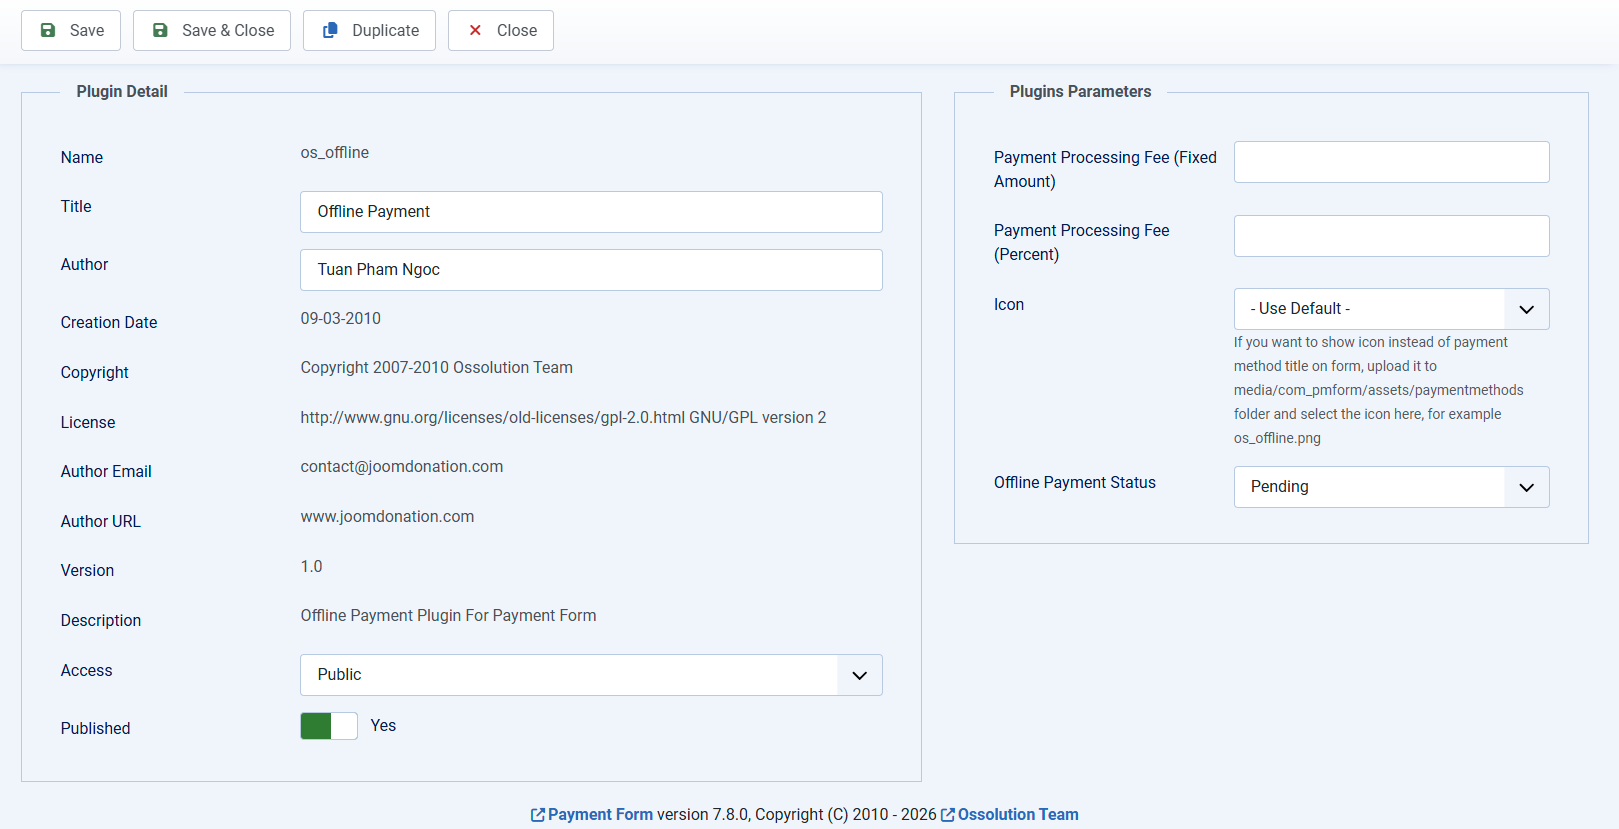 Save
Save & Close
Duplicate
Close
Plugin Detail
Name
os_offline
Title
Offline Payment
Author
Tuan Pham Ngoc
Creation Date
09-03-2010
Copyright
Copyright 2007-2010 Ossolution Team
License
http://www.gnu.org/licenses/old-licenses/gpl-2.0.html GNU/GPL version 2
Author Email
contact@joomdonation.com
Author URL
www.joomdonation.com
Version
1.0
Description
Offline Payment Plugin For Payment Form
Access
Public
Published
Yes
Plugins Parameters
Payment Processing Fee (Fixed
Amount)
Payment Processing Fee
(Percent)
Icon
- Use Default -
If you want to show icon instead of payment
method title on form, upload it to
media/com_pmform/assets/paymentmethods
folder and select the icon here, for example
os_offline.png
Offline Payment Status
Pending
Payment Form version 7.8.0, Copyright (C) 2010 - 2026 Ossolution Team